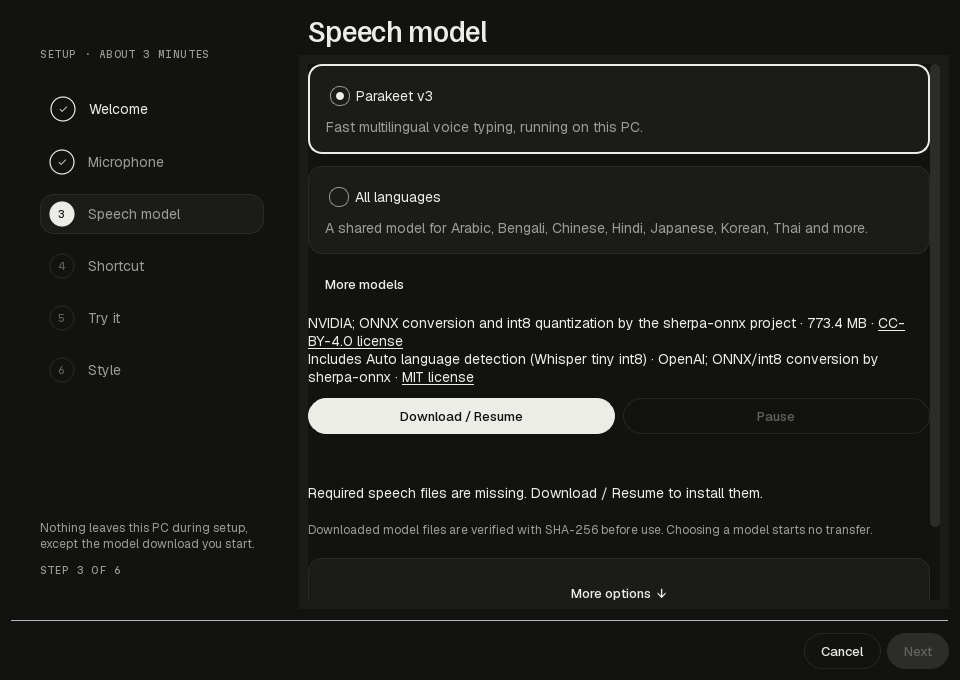 Speech model
SETUP · ABOUT 3 MINUTES
Welcome
Microphone
3 Speech model
4 Shortcut
5 Try it
6 Style
Nothing leaves this PC during setup,
except the model download you start.
STEP 3 OF 6
Parakeet v3
Fast multilingual voice typing, running on this PC.
All languages
A shared model for Arabic, Bengali, Chinese, Hindi, Japanese, Korean, Thai and more.
More models
NVIDIA; ONNX conversion and int8 quantization by the sherpa-onnx project · 773.4 MB · CC-
BY-4.0 license
Includes Auto language detection (Whisper tiny int8) · OpenAI; ONNX/int8 conversion by
sherpa-onnx · MIT license
Download / Resume
Pause
Required speech files are missing. Download / Resume to install them.
Downloaded model files are verified with SHA-256 before use. Choosing a model starts no transfer.
More options ↓
Cancel
Next